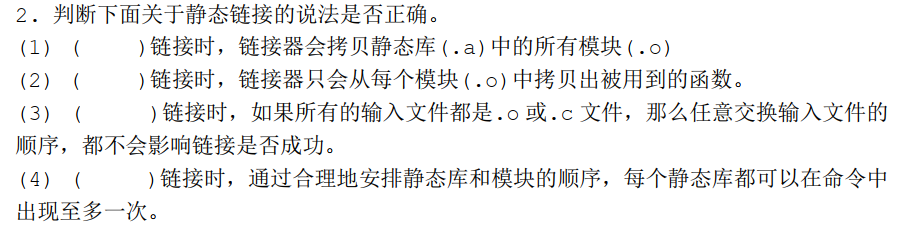 2. 判断下面关于静态链接的说法是否正确。
(1) (    )链接时，链接器会拷贝静态库(.a)中的所有模块(.o)
(2) (    )链接时，链接器只会从每个模块(.o)中拷贝出被用到的函数。
(3) (    )链接时，如果所有的输入文件都是.o或.c文件，那么任意交换输入文件的
顺序，都不会影响链接是否成功。
(4) (    )链接时，通过合理地安排静态库和模块的顺序，每个静态库都可以在命令中
出现至多一次。